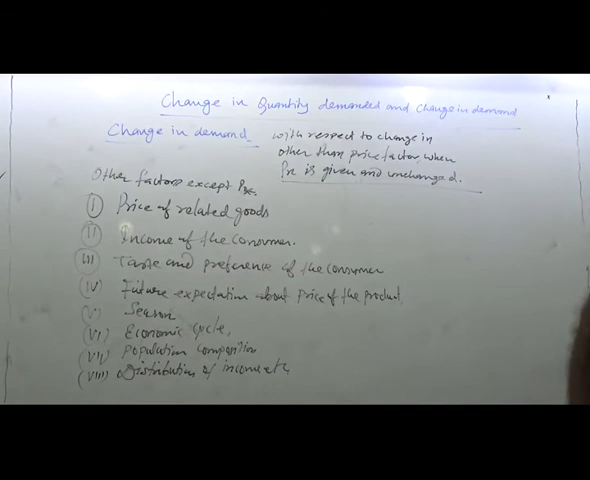 Change in Quantity demanded and Change in demand
Change in demand with respect to change in
other than price factor when
Px is given and unchanged.
Other factors except Px.
(I) Price of related goods
(II) Income of the consumer.
(III) Taste and preference of the consumer
(IV) Future expectation about price of the product,
(V) Season
(VI) Economic cycle,
(VII) Population composition
(VIII) Distribution of income etc